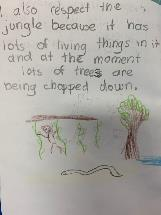 I also respect the
jungle because it has
lots of living things in it
and at the moment
lots of trees are
being chopped down.